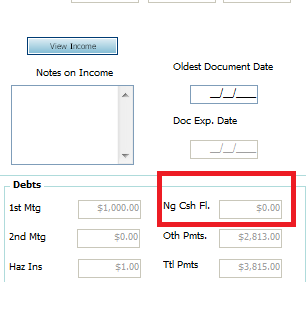 View Income
Notes on Income
Oldest Document Date
__/__/____
Doc Exp. Date
__/__/____
Debts
1st Mtg $1,000.00 Ng Csh Fl. $0.00
2nd Mtg $0.00 Oth Pmts. $2,813.00
Haz Ins $1.00 Ttl Pmts $3,815.00